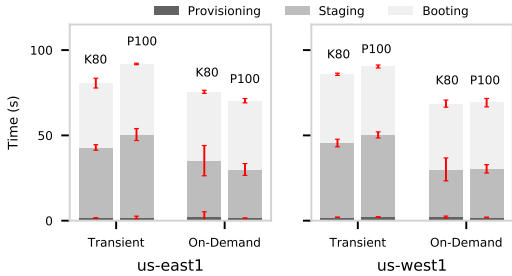 Provisioning Staging Booting
Time (s)
100
50
0
K80 P100 K80 P100
K80 P100 K80 P100
Transient On-Demand Transient On-Demand
us-east1 us-west1